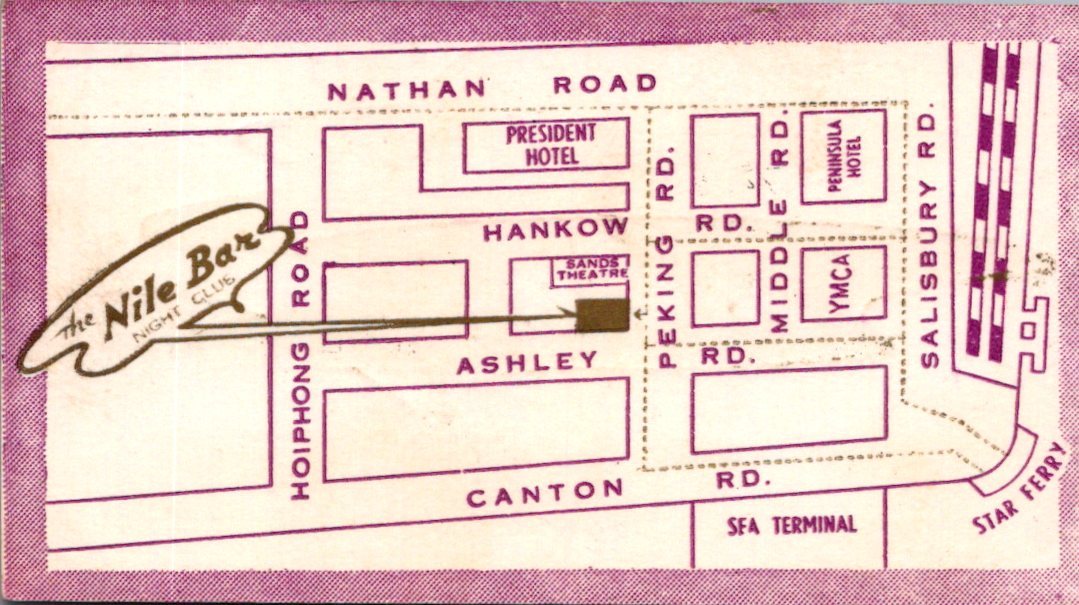 NATHAN ROAD
PRESIDENT
HOTEL
PENINSULA
HOTEL
HANKOW RD.
SANDS
THEATRE
YMCA
The Nile Bar
NIGHT CLUB
HOIPHONG ROAD
PEKING RD.
MIDDLE RD.
SALISBURY RD.
ASHLEY RD.
CANTON RD.
SEA TERMINAL
STAR FERRY